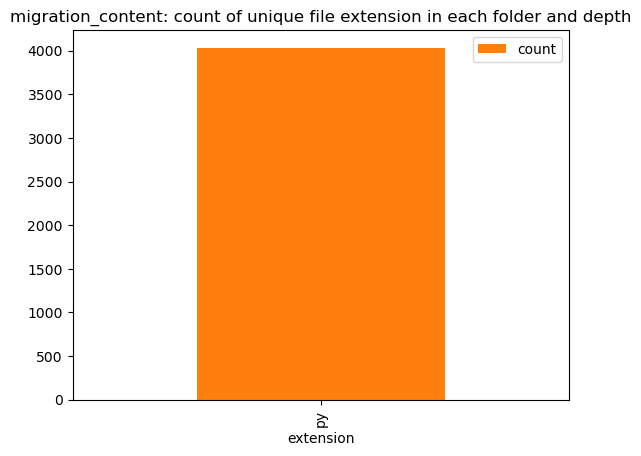 migration_content: count of unique file extension in each folder and depth
count
4000
3500
3000
2500
2000
1500
1000
500
0
py
extension